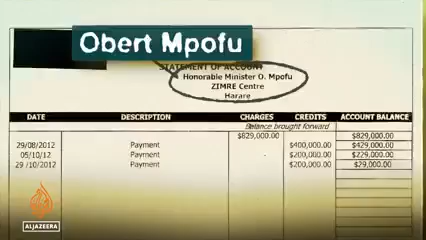 Obert Mpofu
STATEMENT OF ACCOUNT
Honorable Minister O. Mpofu
ZIMRE Centre
Harare
DATE DESCRIPTION CHARGES CREDITS ACCOUNT BALANCE
Balance brought forward
$829,000.00 $829,000.00
29/08/2012 Payment $400,000.00 $429,000.00
05/10/12 Payment $200,000.00 $229,000.00
29 /10/2012 Payment $200,000.00 $29,000.00
ALJAZEERA